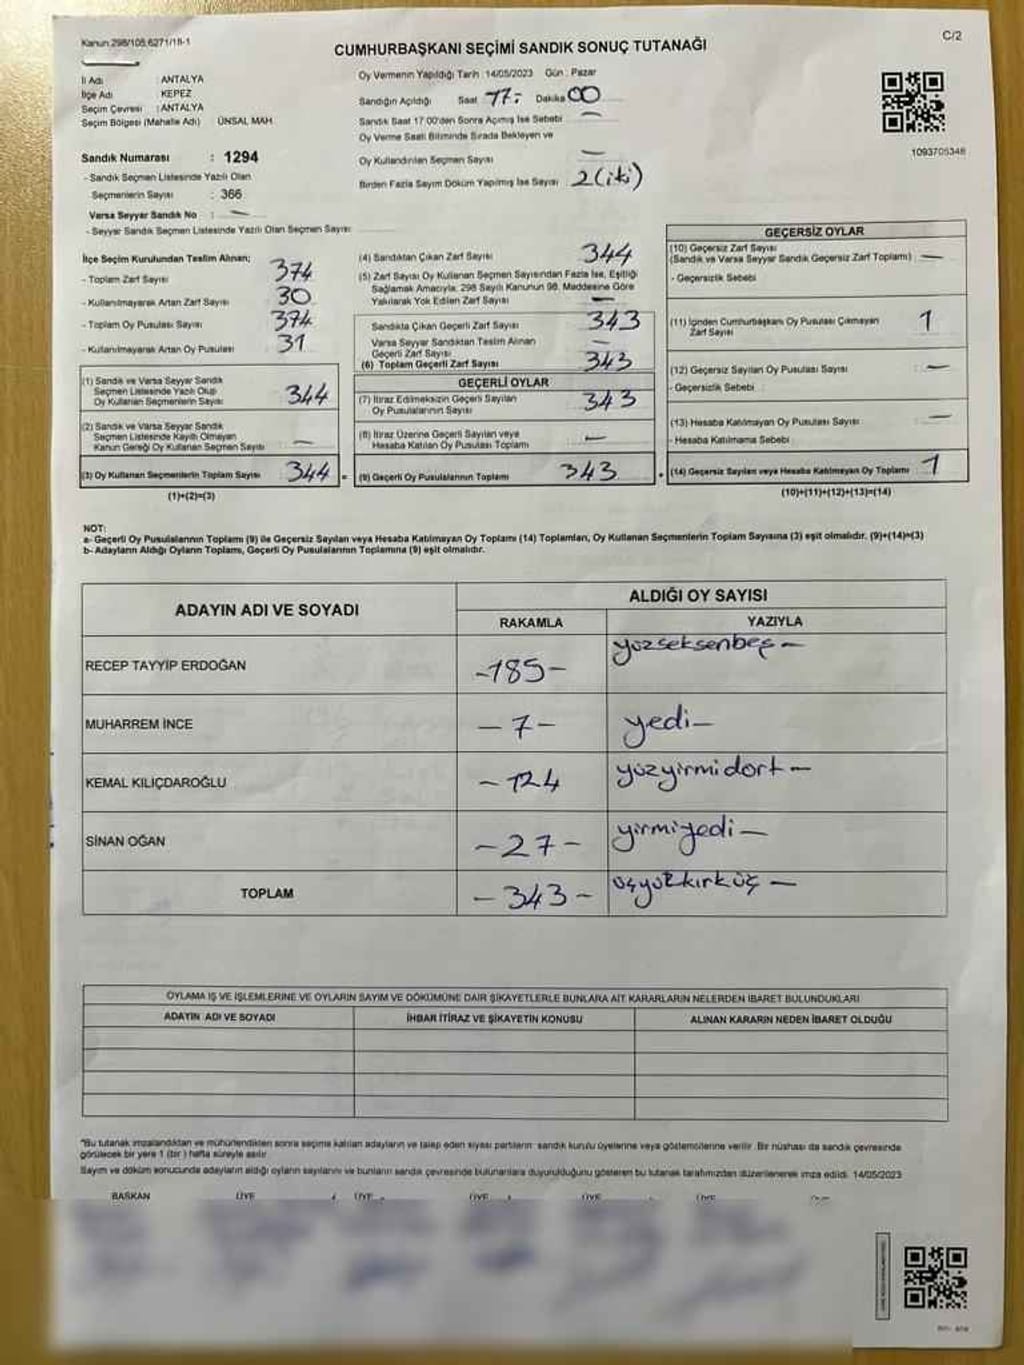 Kanun:298/105,6271/18-1
C/2
CUMHURBAŞKANI SEÇİMİ SANDIK SONUÇ TUTANAĞI
İl Adı : ANTALYA
İlçe Adı : KEPEZ
Seçim Çevresi : ANTALYA
Seçim Bölgesi (Mahalle Adı) : ÜNSAL MAH.
Sandık Numarası : 1294
- Sandık Seçmen Listesinde Yazılı Olan
Seçmenlerin Sayısı : 366
Varsa Seyyar Sandık No : —
- Seyyar Sandık Seçmen Listesinde Yazılı Olan Seçmen Sayısı
Oy Vermenin Yapıldığı Tarih :14/05/2023 Gün : Pazar
Sandığın Açıldığı Saat 17:- Dakika 00
Sandık Saat 17:00'den Sonra Açımış İse Sebebi —
Oy Verme Saati Bitiminde Sırada Bekleyen ve
Oy Kullandırılan Seçmen Sayısı —
Birden Fazla Sayım Döküm Yapılmış İse Sayısı 2(iki)
1093705348
İlçe Seçim Kurulundan Teslim Alınan;
- Toplam Zarf Sayısı 374
- Kullanılmayarak Artan Zarf Sayısı 30
- Toplam Oy Pusulası Sayısı 374
- Kullanılmayarak Artan Oy Pusulası 31
(1) Sandık ve Varsa Seyyar Sandık
Seçmen Listesinde Yazılı Olup
Oy Kullanan Seçmenlerin Sayısı 344
(2) Sandık ve Varsa Seyyar Sandık
Seçmen Listesinde Kayıtlı Olmayan
Kanun Gereği Oy Kullanan Seçmen Sayısı —
(3) Oy Kullanan Seçmenlerin Toplam Sayısı 344 =
(1)+(2)=(3)
(4) Sandıktan Çıkan Zarf Sayısı 344
(5) Zarf Sayısı Oy Kullanan Seçmen Sayısından Fazla İse, Eşitliği
Sağlamak Amacıyla, 298 Sayılı Kanunun 98. Maddesine Göre
Yakılarak Yok Edilen Zarf Sayısı —
Sandıkta Çıkan Geçerli Zarf Sayısı 343
Varsa Seyyar Sandıktan Teslim Alınan
Geçerli Zarf Sayısı —
(6) Toplam Geçerli Zarf Sayısı 343
GEÇERLİ OYLAR
(7) İtiraz Edilmeksizin Geçerli Sayılan
Oy Pusulalarının Sayısı 343
(8) İtiraz Üzerine Geçerli Sayılan veya
Hesaba Katılan Oy Pusulası Toplamı —
(9) Geçerli Oy Pusulalarının Toplamı 343 +
GEÇERSİZ OYLAR
(10) Geçersiz Zarf Sayısı
(Sandık ve Varsa Seyyar Sandık Geçersiz Zarf Toplamı) —
- Geçersizlik Sebebi
(11) İçinden Cumhurbaşkanı Oy Pusulası Çıkmayan
Zarf Sayısı 1
(12) Geçersiz Sayılan Oy Pusulası Sayısı —
- Geçersizlik Sebebi
(13) Hesaba Katılmayan Oy Pusulası Sayısı —
- Hesaba Katılmama Sebebi
(14) Geçersiz Sayılan veya Hesaba Katılmayan Oy Toplamı 1
(10)+(11)+(12)+(13)=(14)
NOT:
a- Geçerli Oy Pusulalarının Toplamı (9) ile Geçersiz Sayılan veya Hesaba Katılmayan Oy Toplamı (14) Toplamları, Oy Kullanan Seçmenlerin Toplam Sayısına (3) eşit olmalıdır. (9)+(14)=(3)
b- Adayların Aldığı Oyların Toplamı, Geçerli Oy Pusulalarının Toplamına (9) eşit olmalıdır.
ADAYIN ADI VE SOYADI
ALDIĞI OY SAYISI
RAKAMLA YAZIYLA
RECEP TAYYİP ERDOĞAN -185- yüzseksenbeş -
MUHARREM İNCE -7- yedi-
KEMAL KILIÇDAROĞLU -124 yüzyirmidört -
SİNAN OĞAN -27- yirmiyedi-
TOPLAM -343- üçyüzkırküç -
OYLAMA İŞ VE İŞLEMLERİNE VE OYLARIN SAYIM VE DÖKÜMÜNE DAİR ŞİKAYETLERLE BUNLARA AİT KARARLARIN NELERDEN İBARET BULUNDUKLARI
ADAYIN ADI VE SOYADI İHBAR İTİRAZ VE ŞİKAYETİN KONUSU ALINAN KARARIN NEDEN İBARET OLDUĞU
*Bu tutanak imzalandıktan ve mühürlendikten sonra seçime katılan adayların ve talep eden siyasi partilerin sandık kurulu üyelerine veya gösterilecilerine verilir. Bir nüshası da sandık çevresinde
görülecek bir yere 1 (bir) hafta süreyle asılır.
Sayım ve döküm sonucunda adayların aldığı oyların sayılarını ve bunların sandık çevresinde bulunanlara duyurulduğunu gösteren bu tutanak tarafımızdan düzenlenerek imza edildi. 14/05/2023
BAŞKAN ÜYE ÜYE ÜYE ÜYE ÜYE